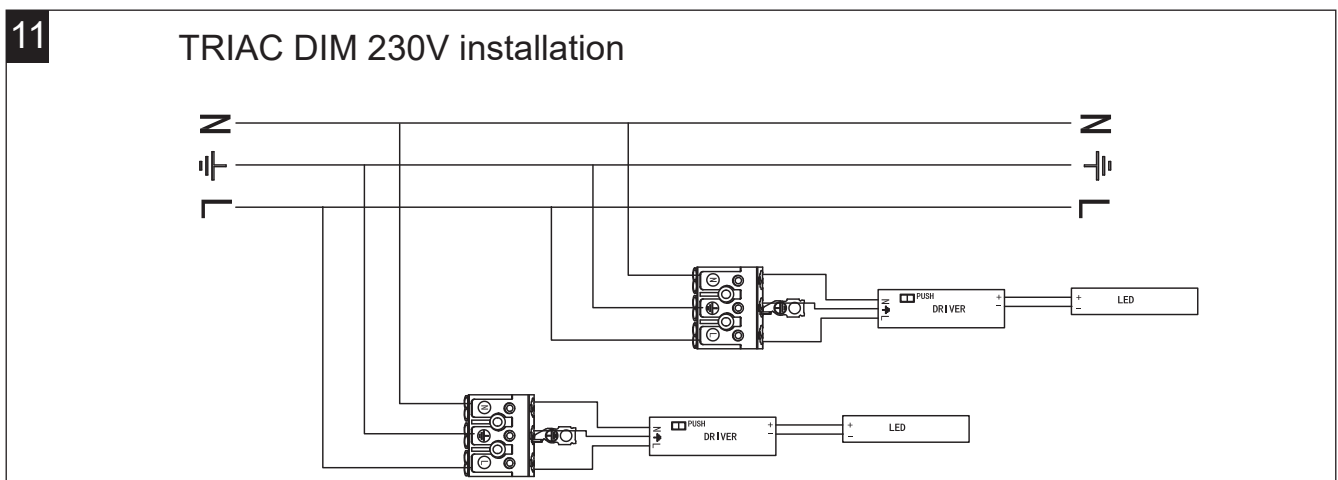 11
TRIAC DIM 230V installation
N N
L L
N
L
N
L
PUSH
DRIVER
+
-
+
-
LED
N
L
N
L
PUSH
DRIVER
+
-
+
-
LED